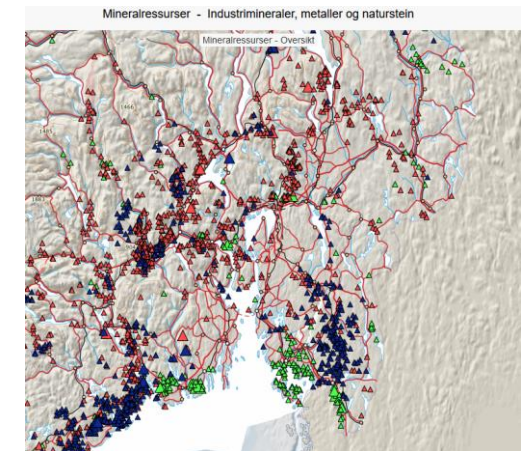 Mineralressurser - Industrimineraler, metaller og naturstein
Mineralressurser - Oversikt